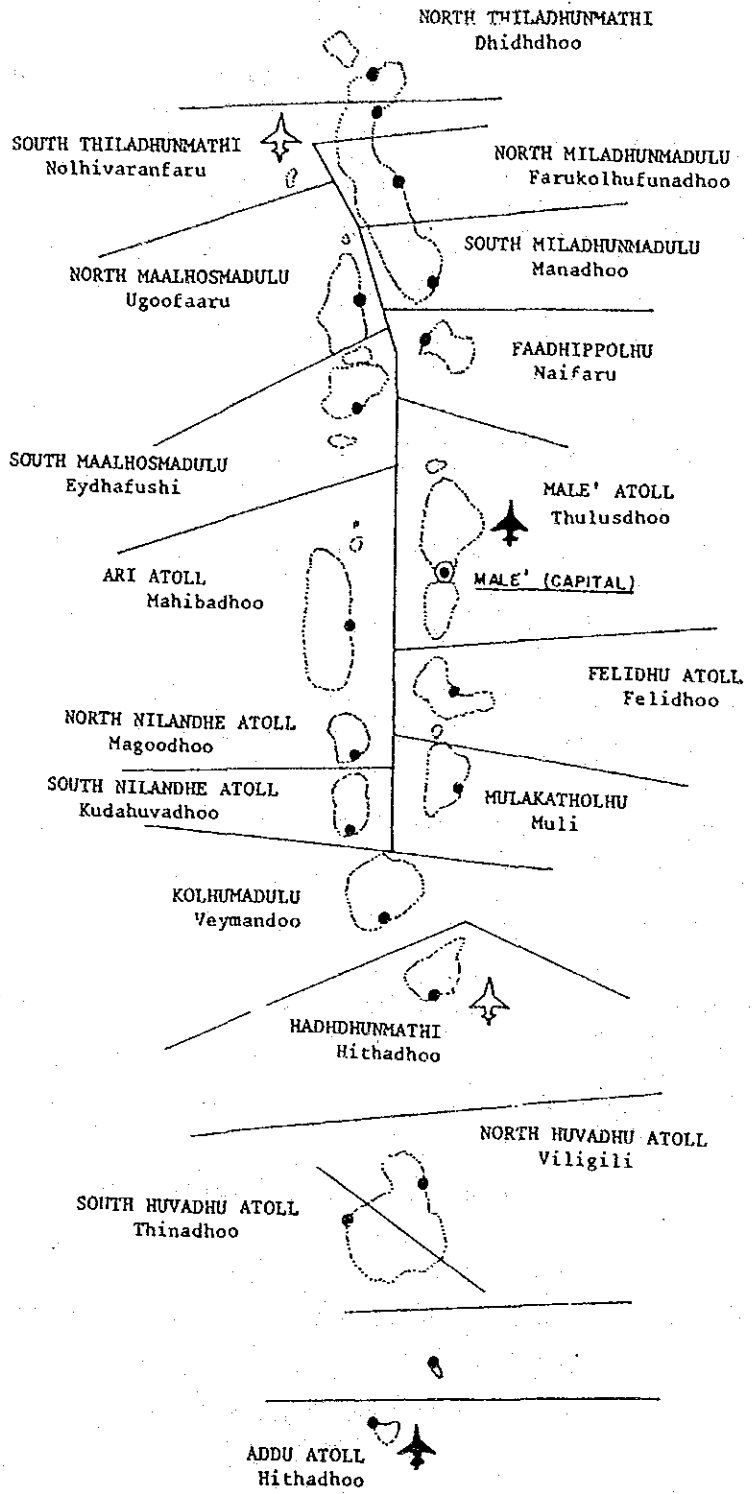 NORTH THILADHUNMATHI
Dhidhdhoo
SOUTH THILADHUNMATHI
Nolhivaranfaru
NORTH MILADHUNMADULU
Farukolhufunadhoo
SOUTH MILADHUNMADULU
Manadhoo
NORTH MAALHOSMADULU
Ugoofaaru
FAADHIPPOLHU
Naifaru
SOUTH MAALHOSMADULU
Eydhafushi
MALE' ATOLL
Thulusdhoo
MALE' (CAPITAL)
ARI ATOLL
Mahibadhoo
FELIDHU ATOLL
Felidhoo
NORTH NILANDHE ATOLL
Magoodhoo
SOUTH NILANDHE ATOLL
Kudahuvadhoo
MULAKATHOLHU
Muli
KOLHUMADULU
Veymandoo
HADHDHUNMATHI
Hithadhoo
NORTH HUVADHU ATOLL
Viligili
SOUTH HUVADHU ATOLL
Thinadhoo
ADDU ATOLL
Hithadhoo